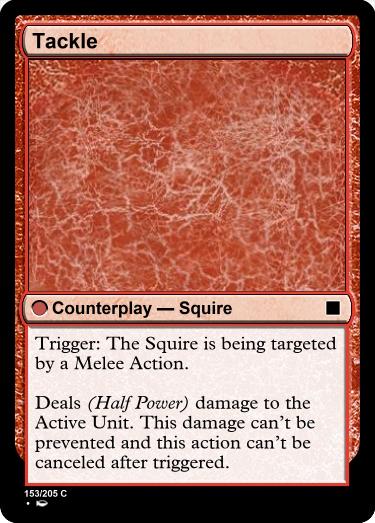 Tackle
Counterplay — Squire
Trigger: The Squire is being targeted
by a Melee Action.
Deals (Half Power) damage to the
Active Unit. This damage can't be
prevented and this action can't be
canceled after triggered.
153/205 C